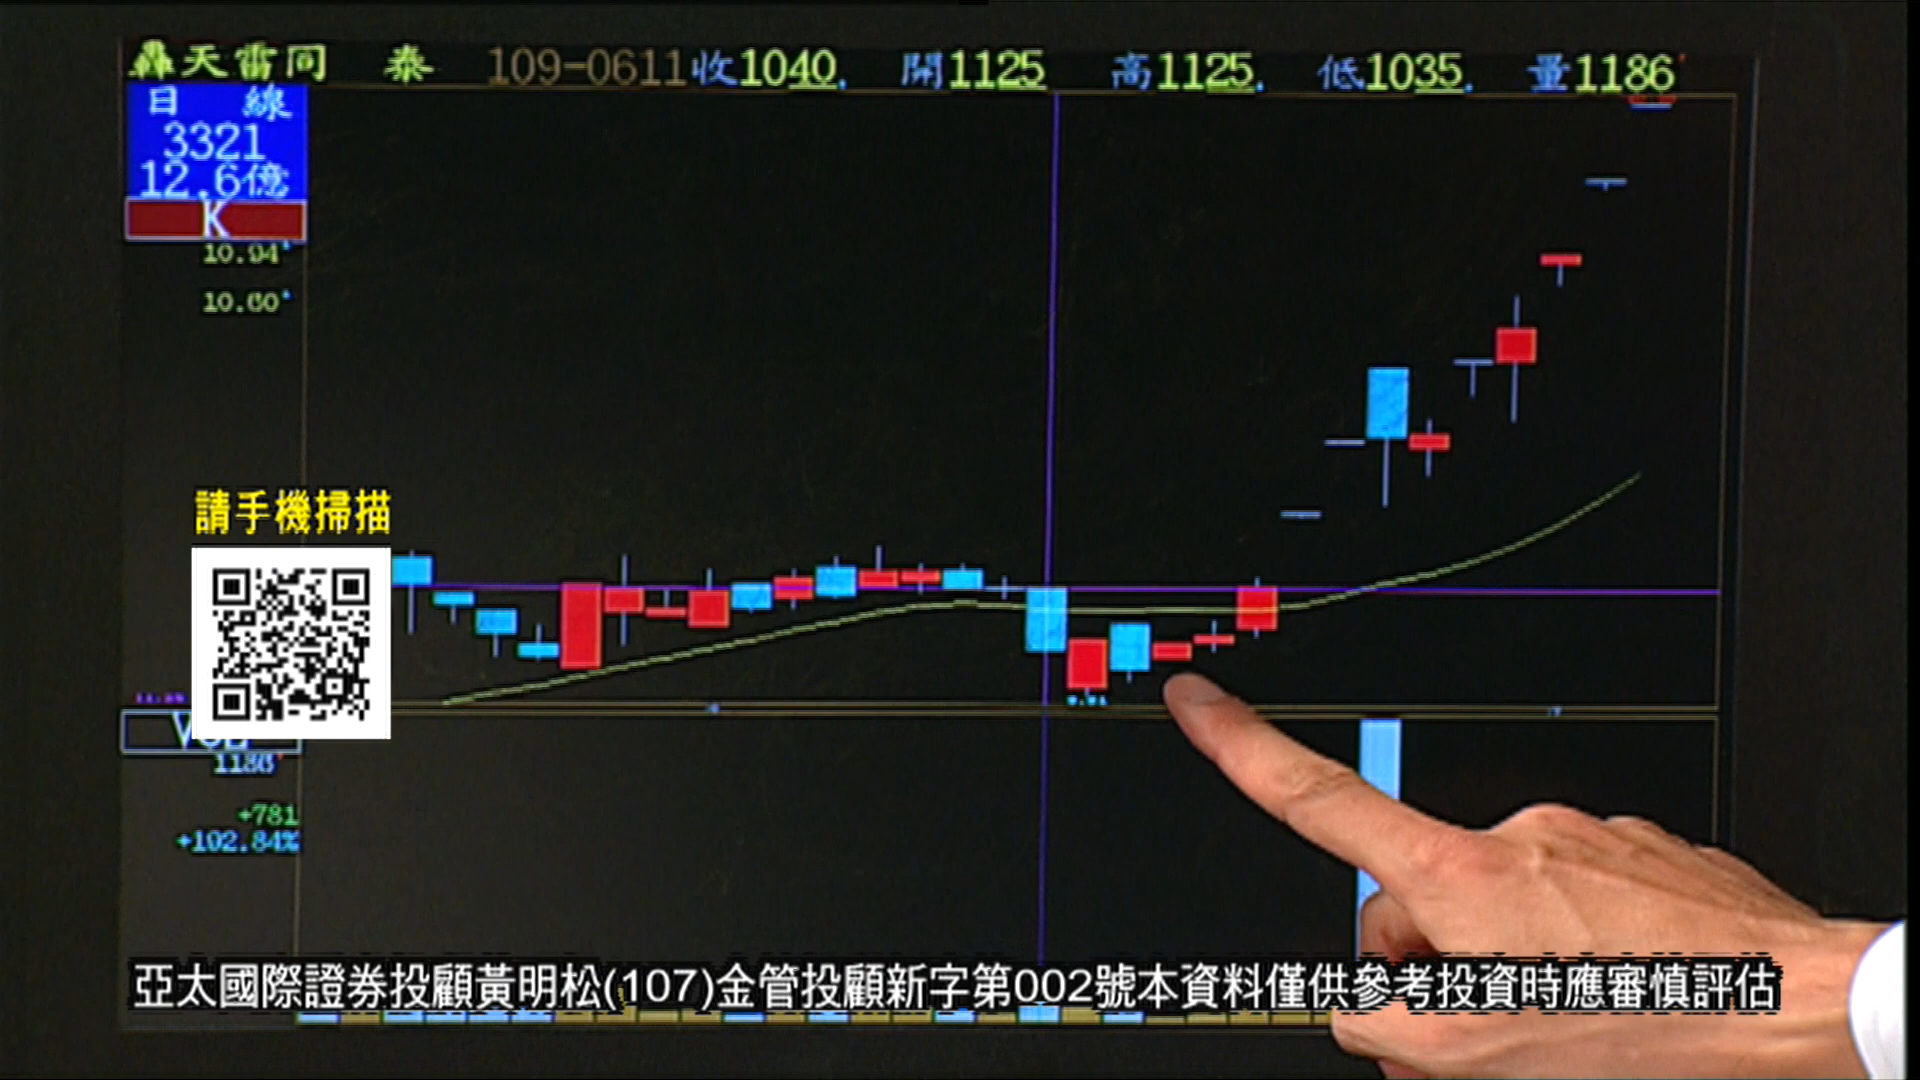 轟天雷同 泰 109-0611收1040. 開1125 高1125. 低1035. 量1186
日 線
3321
12.6億
K
10.94
10.60
請手機掃描
1186
+781
+102.84%
亞太國際證券投顧黃明松(107)金管投顧新字第002號本資料僅供參考投資時應審慎評估